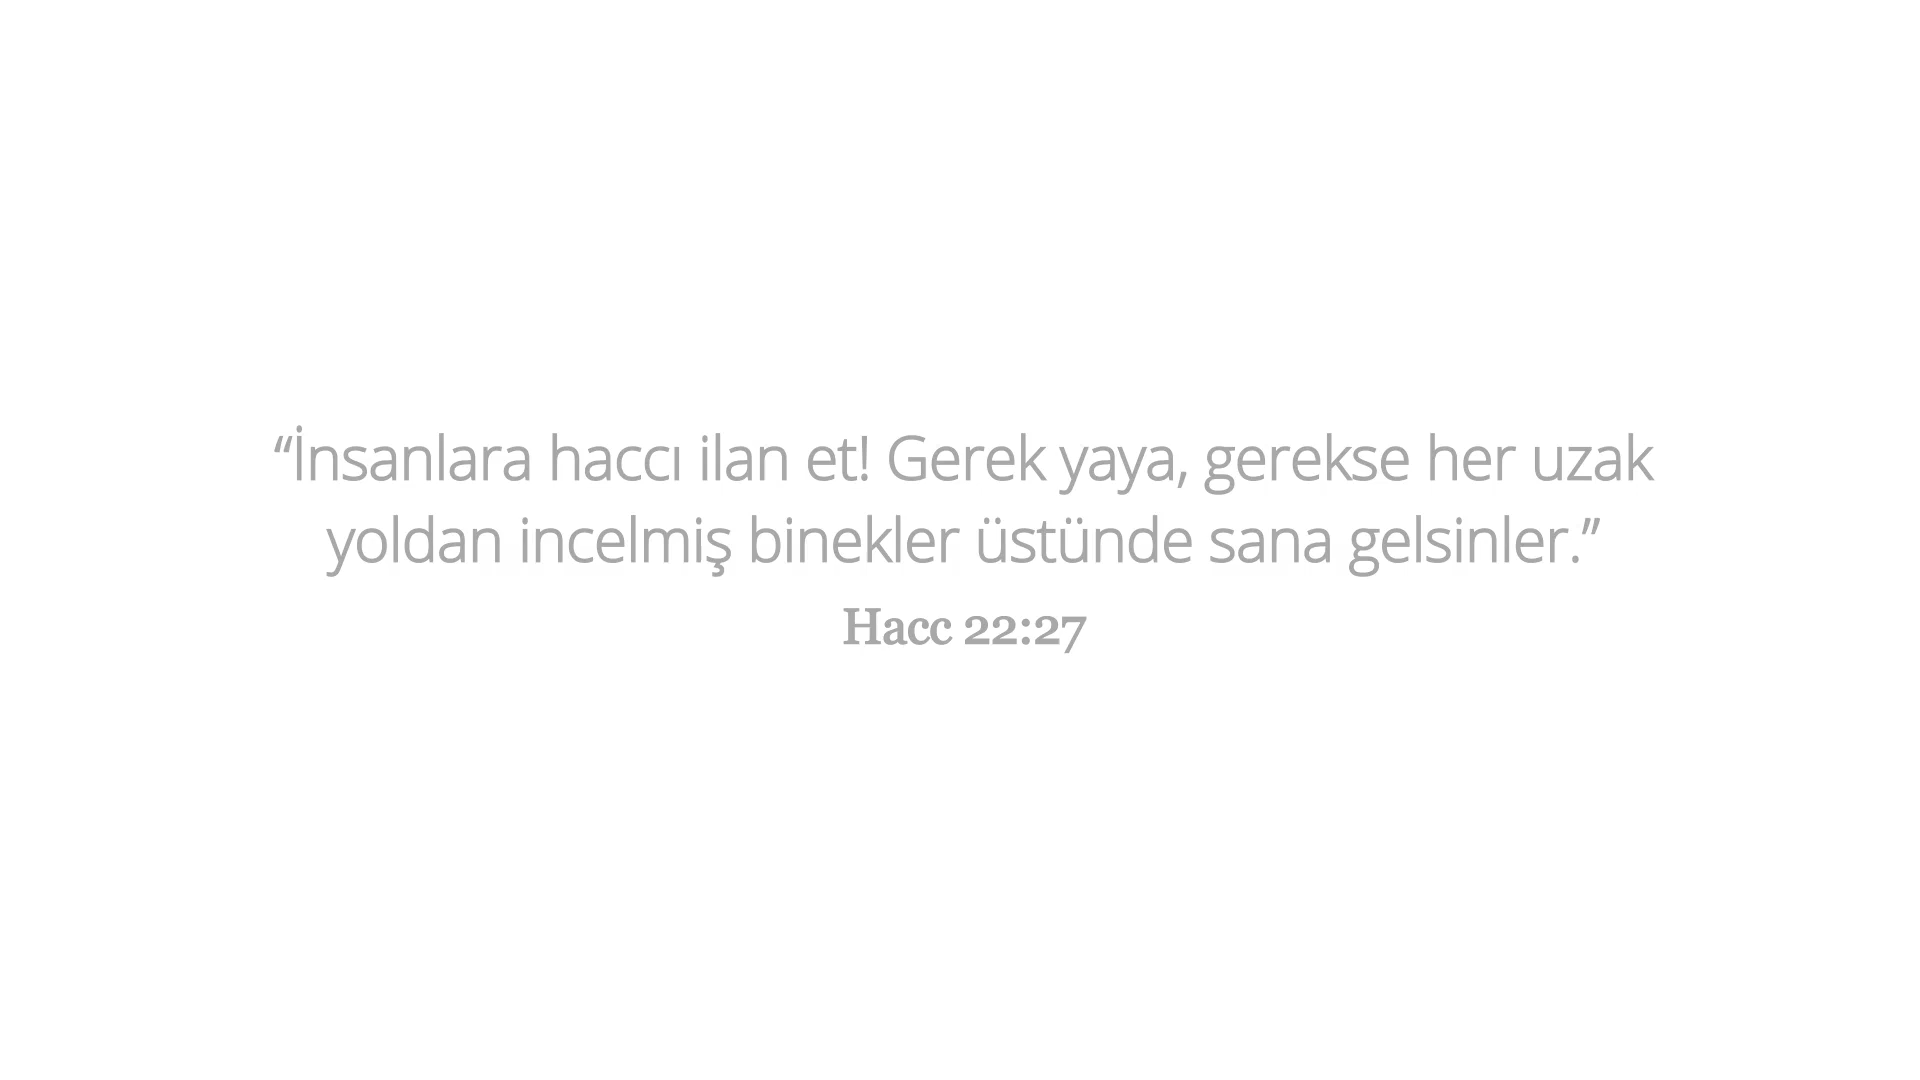 “İnsanlara haccı ilan et! Gerek yaya, gerekse her uzak
yoldan incelmiş binekler üstünde sana gelsinler.”
Hacc 22:27